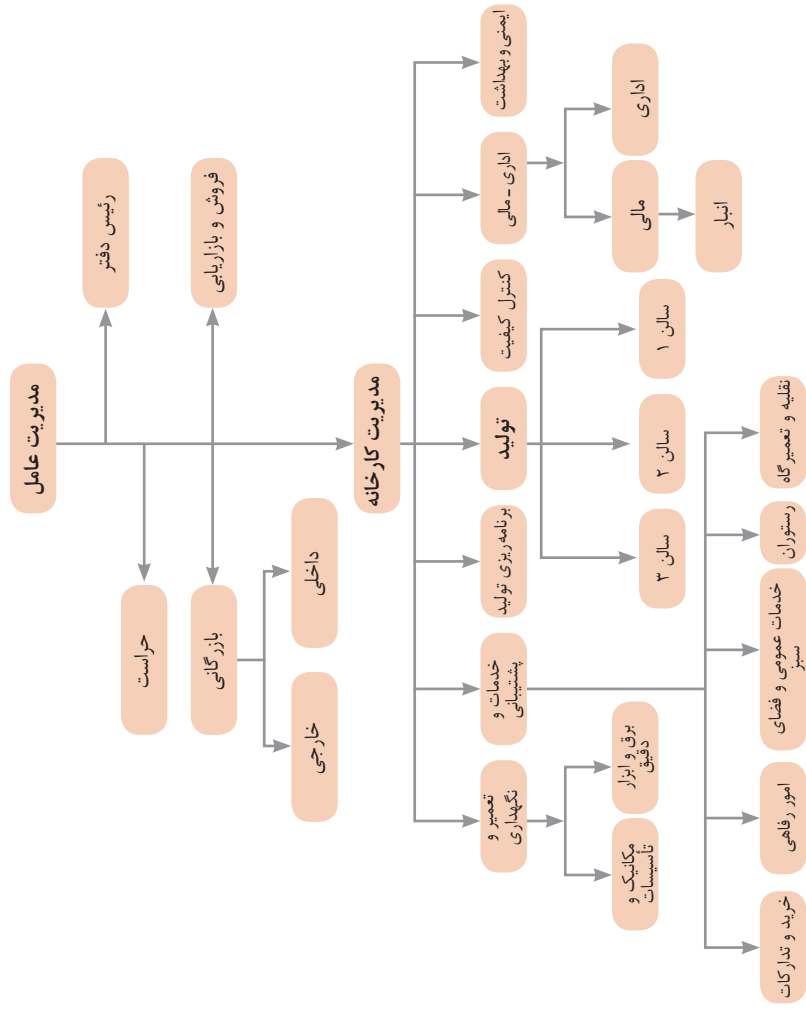 مدیریت عامل
رئیس دفتر
حراست
فروش و بازاریابی
بازرگانی
داخلی
خارجی
مدیریت کارخانه
ایمنی و بهداشت
اداری - مالی
کنترل کیفیت
تولید
برنامه ریزی تولید
خدمات و
پشتیبانی
تعمیر و
نگهداری
اداری
مالی
انبار
سالن ۱
سالن ۲
سالن ۳
برق و ابزار
دقیق
مکانیک و
تأسیسات
نقلیه و تعمیرگاه
رستوران
خدمات عمومی و فضای
سبز
امور رفاهی
خرید و تدارکات